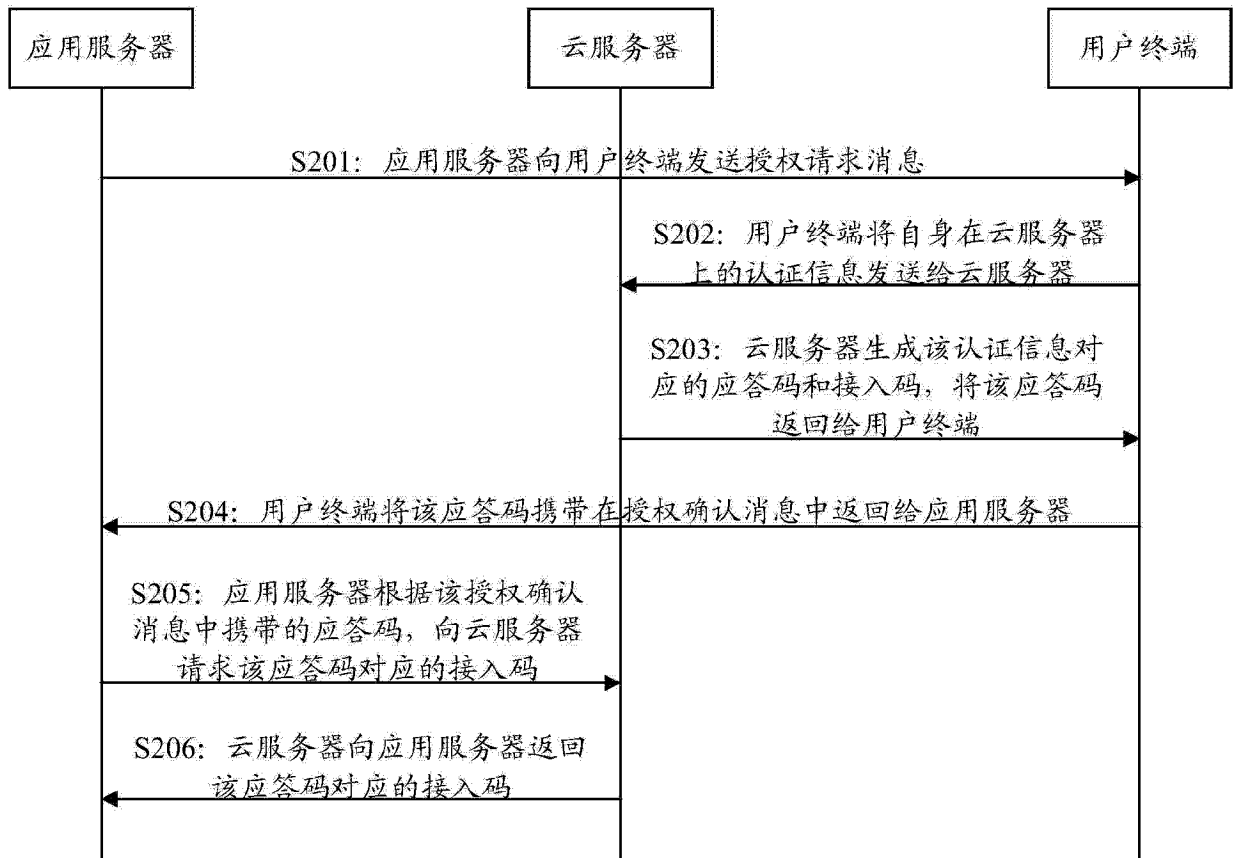 应用服务器
云服务器
用户终端
S201：应用服务器向用户终端发送授权请求消息
S202：用户终端将自身在云服务器
上的认证信息发送给云服务器
S203：云服务器生成该认证信息对
应的应答码和接入码，将该应答码
返回给用户终端
S204：用户终端将该应答码携带在授权确认消息中返回给应用服务器
S205：应用服务器根据该授权确认
消息中携带的应答码，向云服务器
请求该应答码对应的接入码
S206：云服务器向应用服务器返回
该应答码对应的接入码